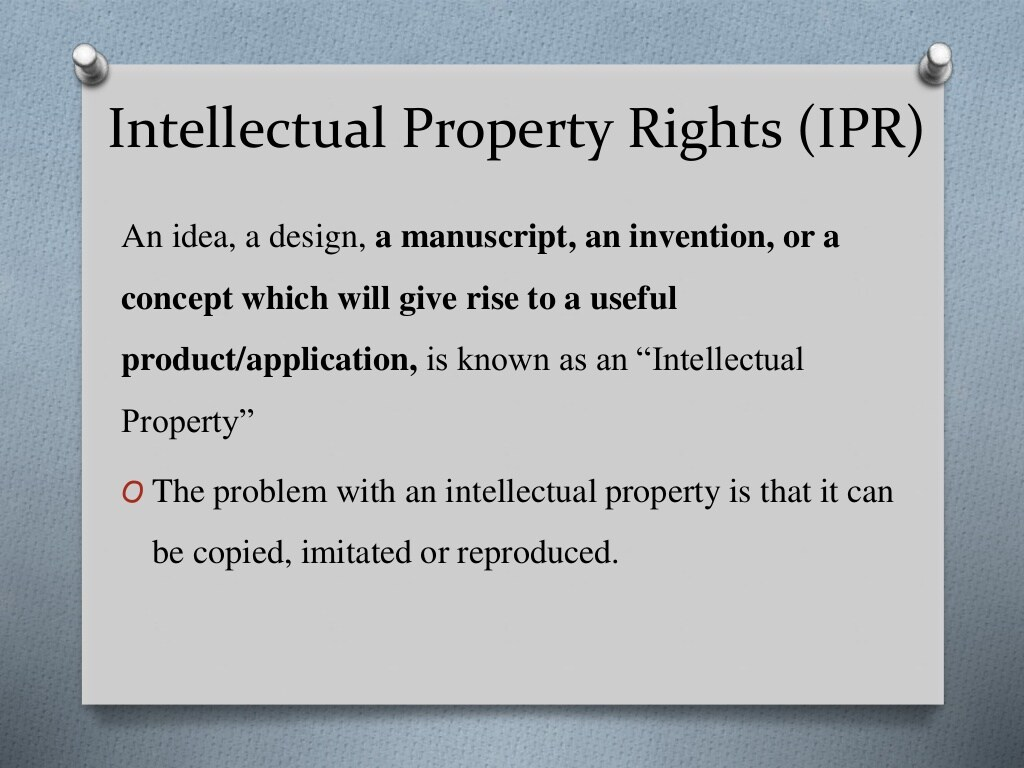 Intellectual Property Rights (IPR)
An idea, a design, a manuscript, an invention, or a
concept which will give rise to a useful
product/application, is known as an “Intellectual
Property”
The problem with an intellectual property is that it can
be copied, imitated or reproduced.